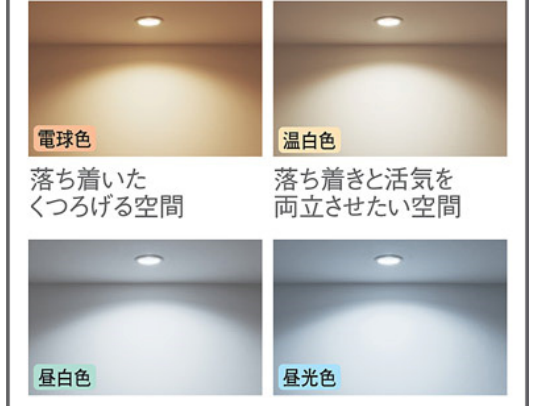 電球色
温白色
落ち着いた
くつろげる空間
落ち着きと活気を
両立させたい空間
昼白色
昼光色